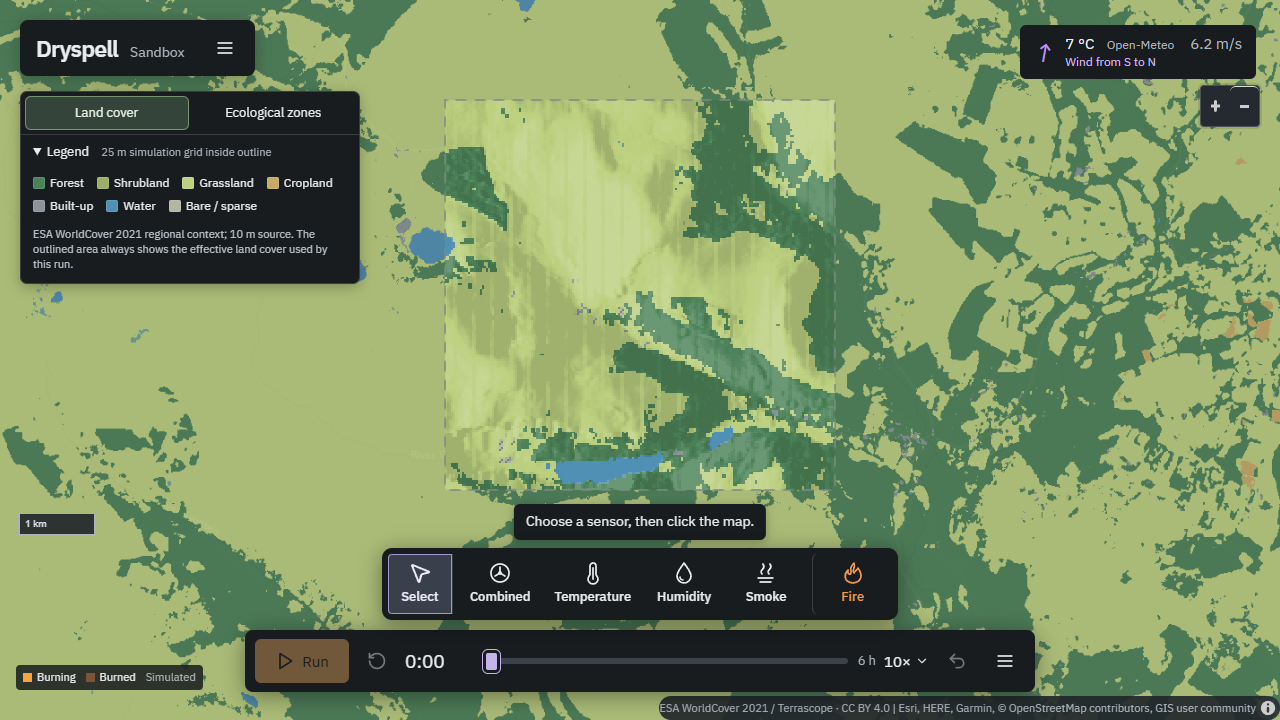 Dryspell Sandbox
7 °C Open-Meteo 6.2 m/s
Wind from S to N
+ −
Land cover Ecological zones
▼ Legend 25 m simulation grid inside outline
Forest Shrubland Grassland Cropland
Built-up Water Bare / sparse
ESA WorldCover 2021 regional context; 10 m source. The
outlined area always shows the effective land cover used by
this run.
1 km
Choose a sensor, then click the map.
Select Combined Temperature Humidity Smoke Fire
Run 0:00 6 h 10×
Burning Burned Simulated
ESA WorldCover 2021 / Terrascope · CC BY 4.0 | Esri, HERE, Garmin, © OpenStreetMap contributors, GIS user community